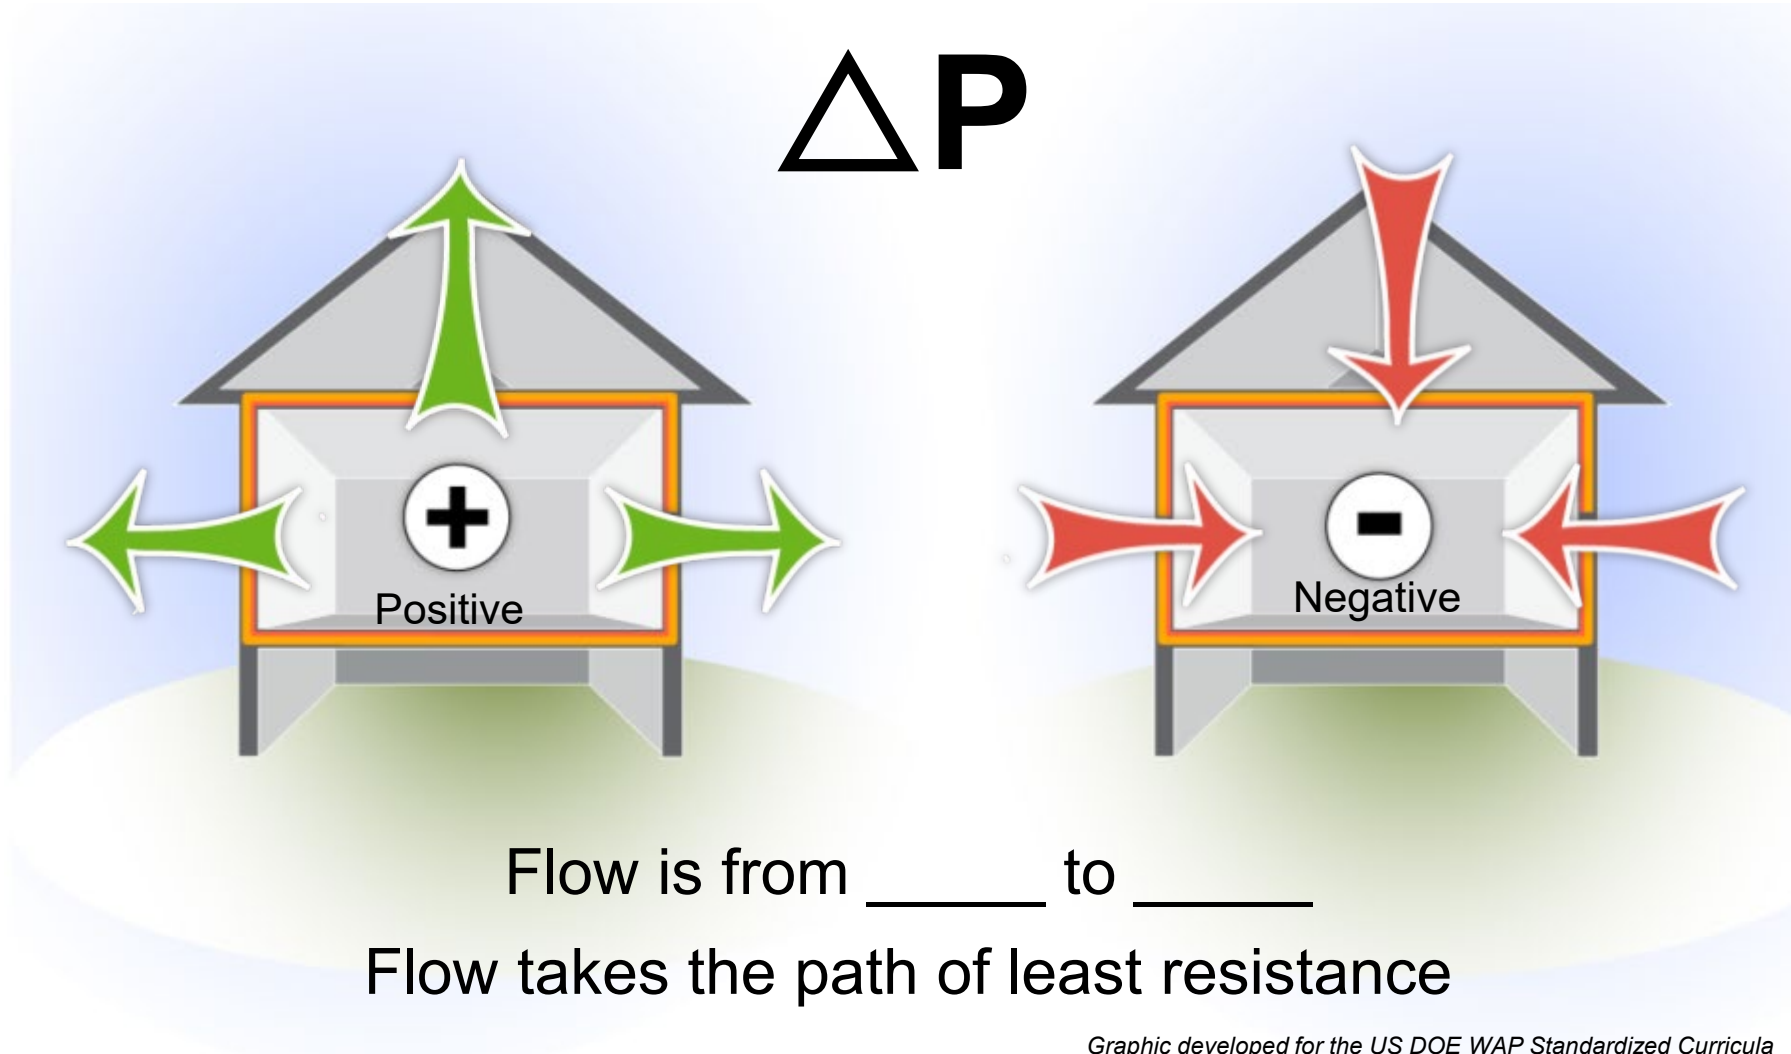 △P
+
-
Positive
Negative
Flow is from _____ to _____
Flow takes the path of least resistance
Graphic developed for the US DOE WAP Standardized Curricula